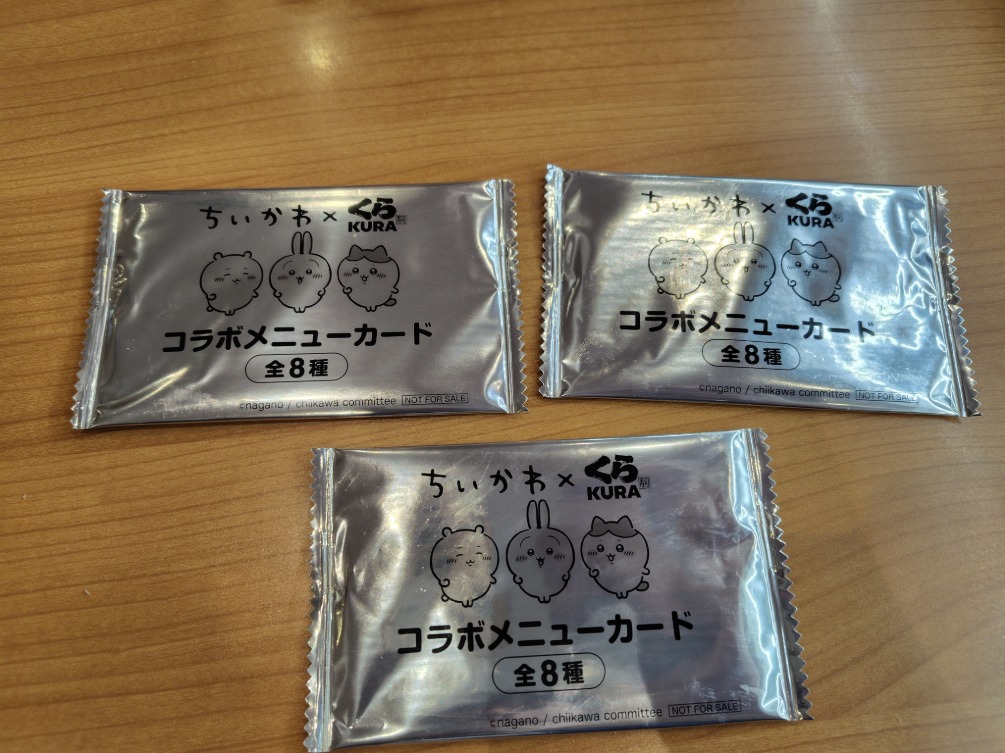 ちいかわ×くら
KURA
コラボメニューカード
全8種
©nagano / chiikawa committee NOT FOR SALE
ちいかわ×くら
KURA
コラボメニューカード
全8種
©nagano / chiikawa committee NOT FOR SALE
ちいかわ×くら
KURA
コラボメニューカード
全8種
©nagano / chiikawa committee NOT FOR SALE